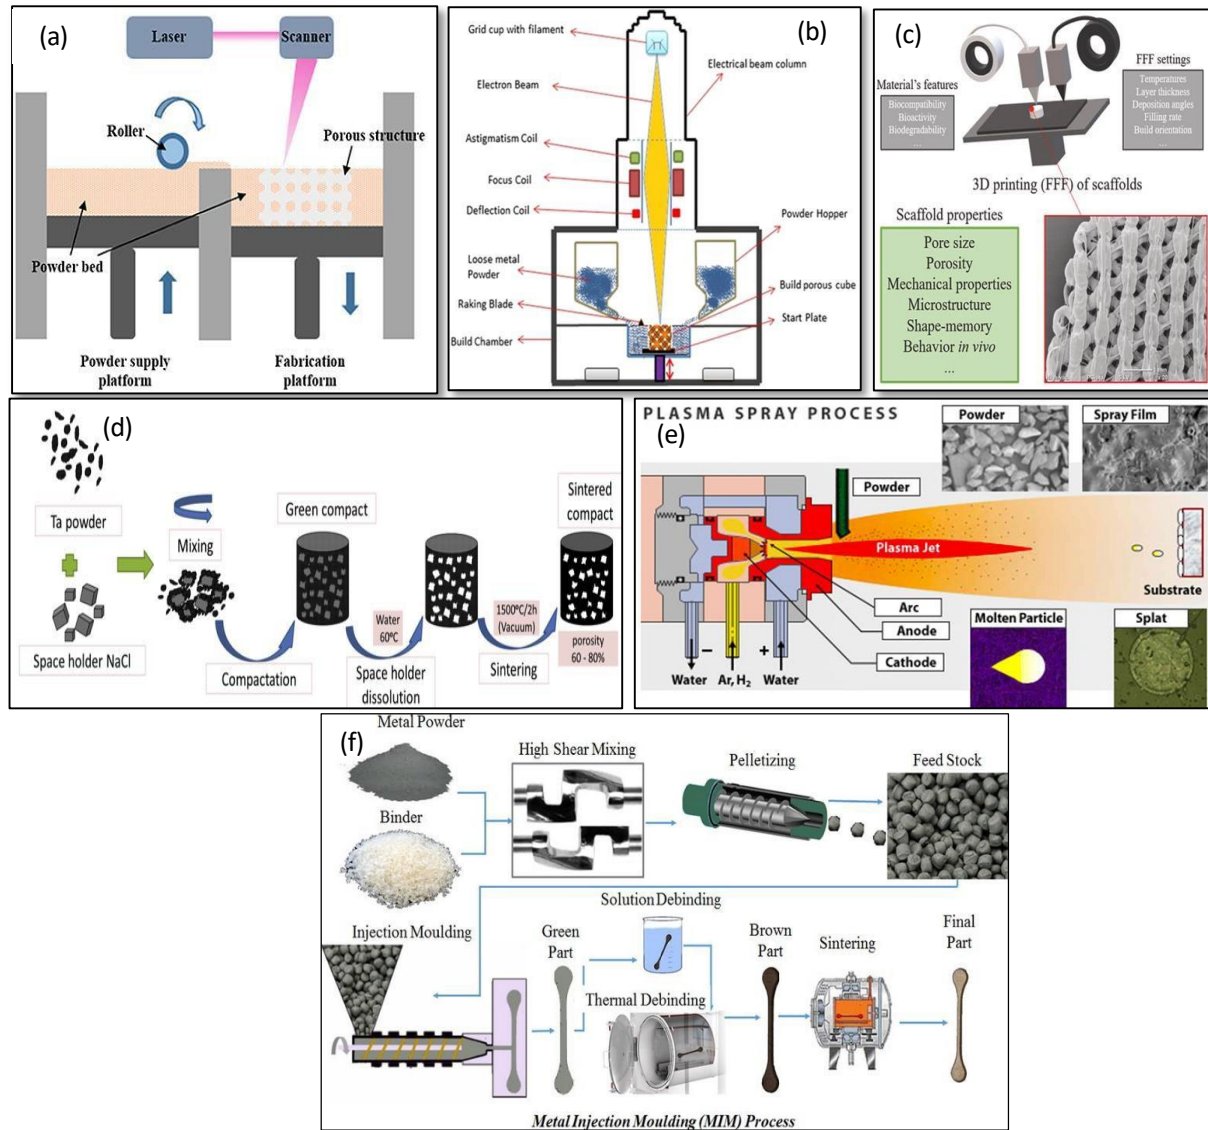 (a)
Laser
Scanner
Roller
Porous structure
Powder bed
Powder supply
platform
Fabrication
platform
(b)
Grid cup with filament
Electrical beam column
Electron Beam
Astigmatism Coil
Focus Coil
Deflection Coil
Powder Hopper
Loose metal
Powder
Build porous cube
Raking Blade
Start Plate
Build Chamber
(c)
Material's features
Biocompatibility
Bioactivity
Biodegradability
...
FFF settings
Temperatures
Layer thickness
Deposition angles
Filling rate
Build orientation
...
3D printing (FFF) of scaffolds
Scaffold properties
Pore size
Porosity
Mechanical properties
Microstructure
Shape-memory
Behavior in vivo
...
(d)
Ta powder
Space holder NaCl
Mixing
Green compact
Sintered
compact
Compactation
Water
60ºC
Space holder
dissolution
1500ºC/2h
(Vacuum)
Sintering
porosity
60 - 80%
PLASMA SPRAY PROCESS
(e)
Powder
Spray Film
Powder
Plasma Jet
Substrate
Arc
Anode
Cathode
Molten Particle
Splat
− +
Water Ar, H2 Water
(f)
Metal Powder
Binder
High Shear Mixing
Pelletizing
Feed Stock
Injection Moulding
Green
Part
Solution Debinding
Thermal Debinding
Brown
Part
Sintering
Final
Part
Metal Injection Moulding (MIM) Process